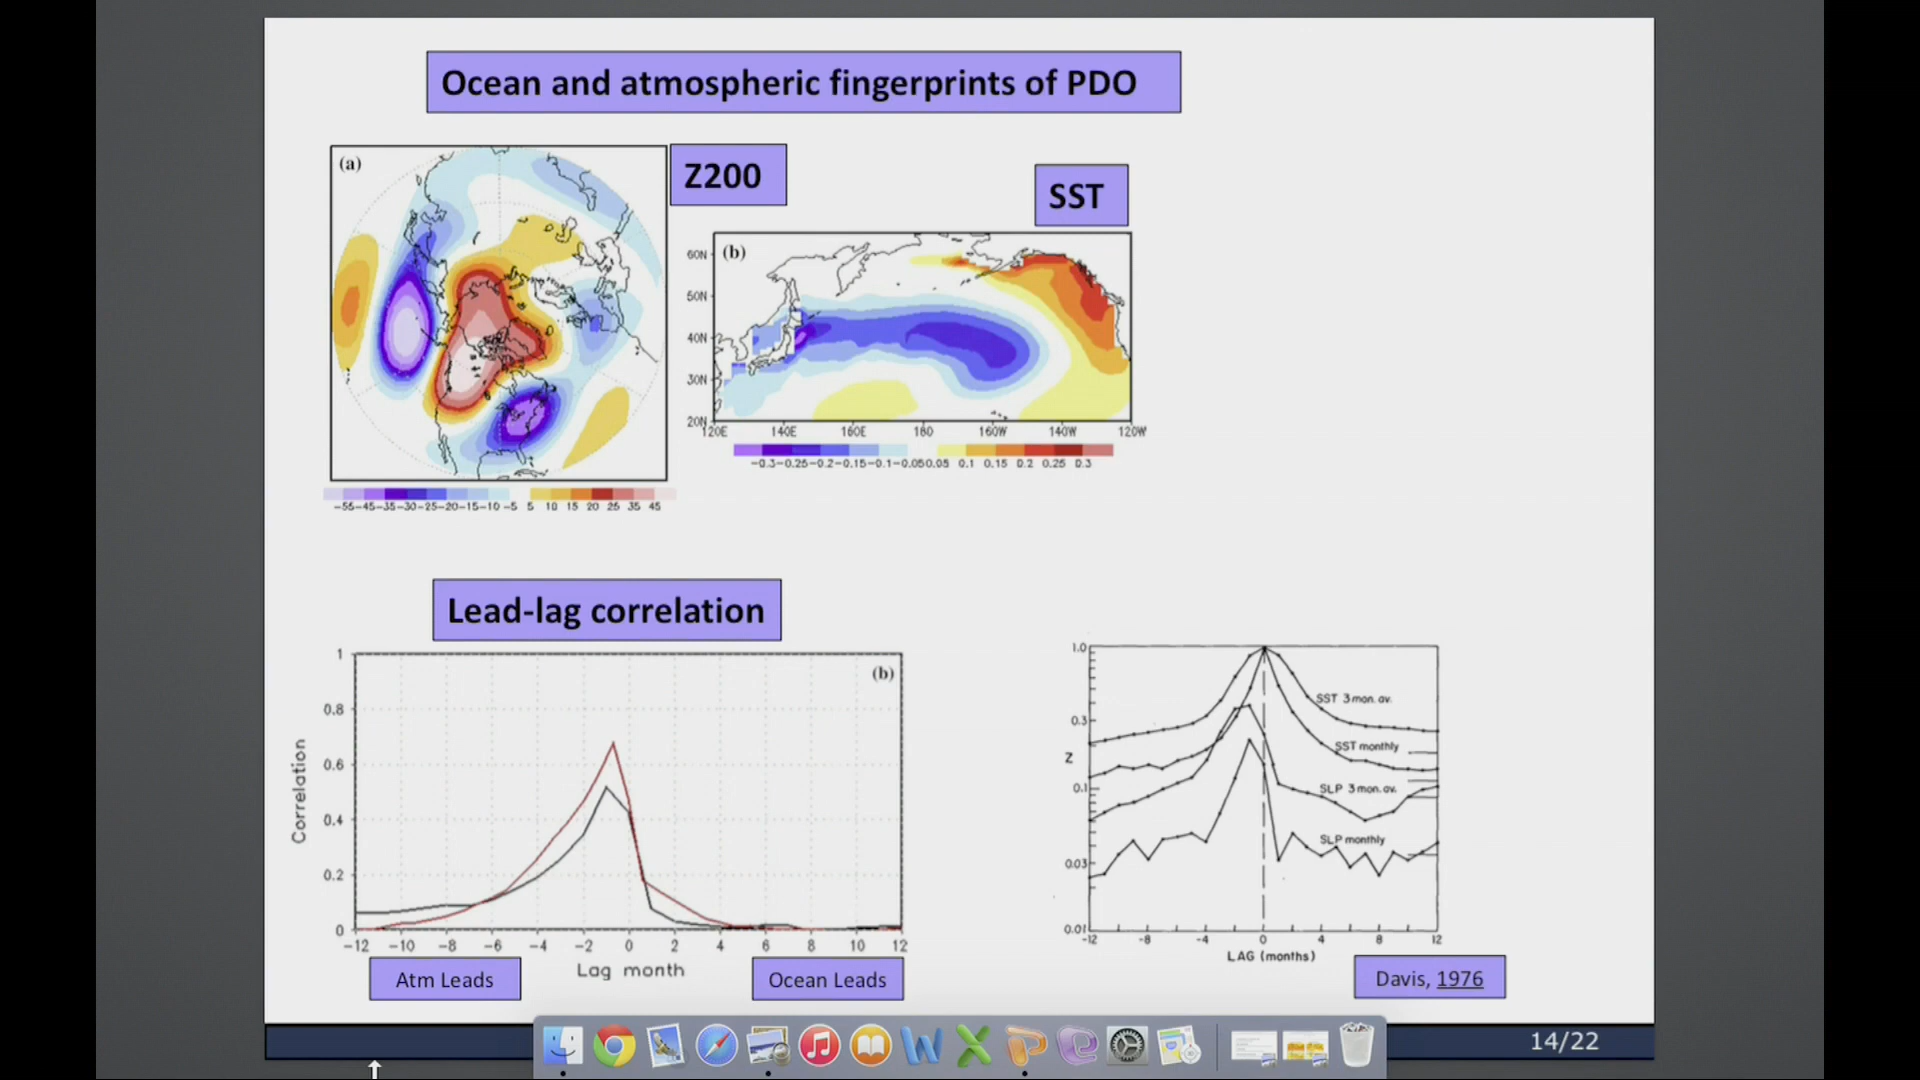 Ocean and atmospheric fingerprints of PDO
(a)
Z200
SST
(b)
60N
50N
40N
30N
20N
120E 140E 160E 180 160W 140W 120W
-0.3-0.25-0.2-0.15-0.1-0.050.05 0.1 0.15 0.2 0.25 0.3
-55-45-35-30-25-20-15-10 -5 5 10 15 20 25 35 45
Lead-lag correlation
(b)
Correlation
1
0.8
0.6
0.4
0.2
0
-12 -10 -8 -6 -4 -2 0 2 4 6 8 10 12
Lag month
Atm Leads
Ocean Leads
1.0
0.3
Z
0.1
0.03
0.01
SST 3 mon. av.
SST monthly
SLP 3 mon. av.
SLP monthly
-12 -8 -4 0 4 8 12
LAG (months)
Davis, 1976
14/22